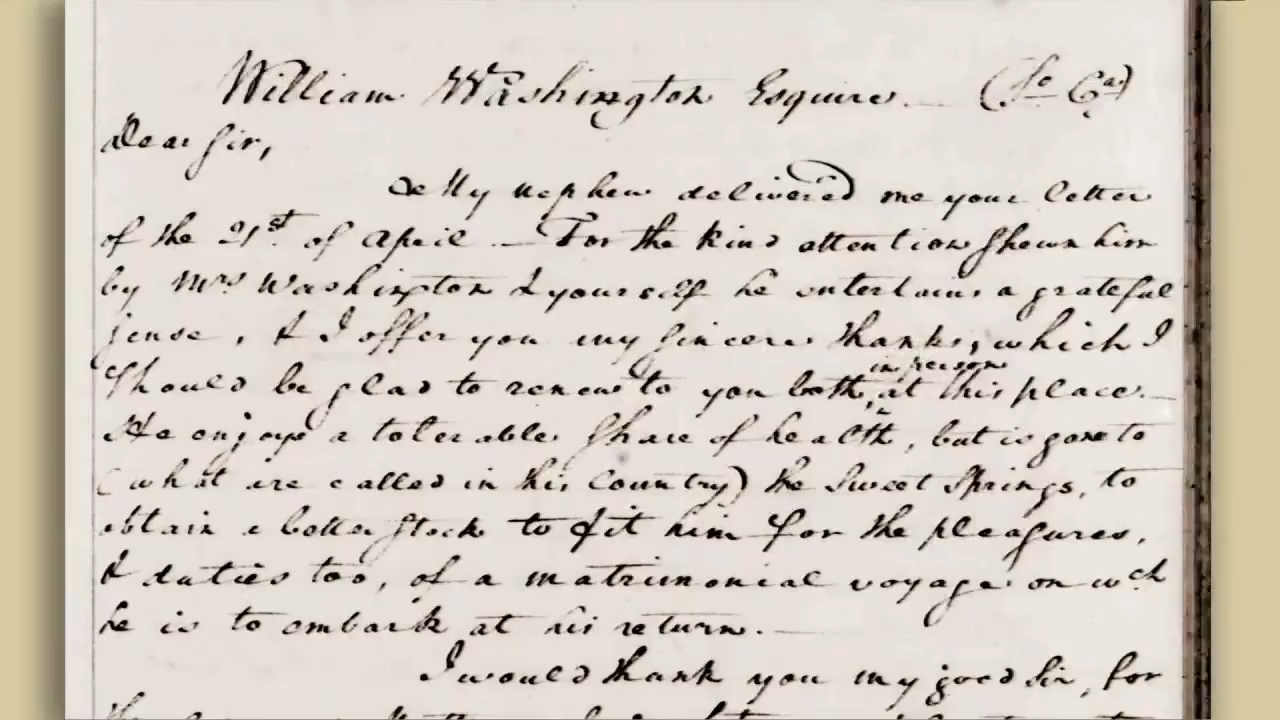 William Washington Esquire. (So Ca)
Dear Sir,
My nephew delivered me your letter
of the 21st. of April. — For the kind attention shewn him
by Mrs Washington & yourself he entertains a grateful
sense, & I offer you my sincere thanks, which I
should be glad to renew to you both, in person at this place. —
He enjoys a tolerable share of health, but is gone to
(what are called in this Country) the Sweet Springs, to
obtain a better stock to fit him for the pleasures,
& duties too, of a matrimonial voyage on wch
he is to embark at his return. —
I would thank you my good Sir, for